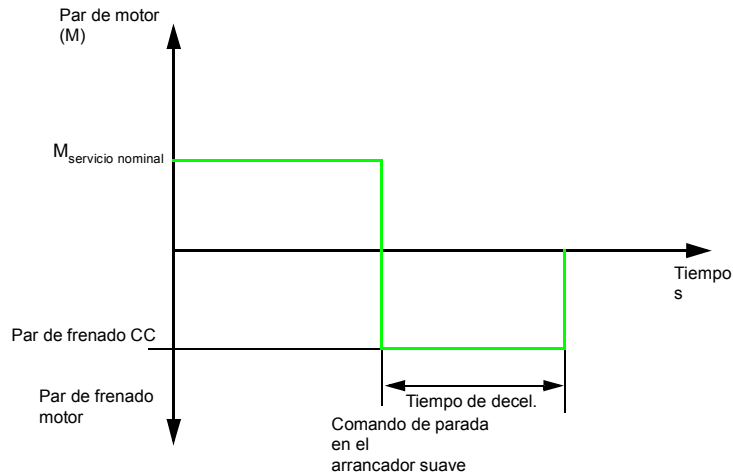 Par de motor
(M)
M servicio nominal
Tiempo
s
Par de frenado CC
Par de frenado
motor
Tiempo de decel.
Comando de parada
en el
arrancador suave